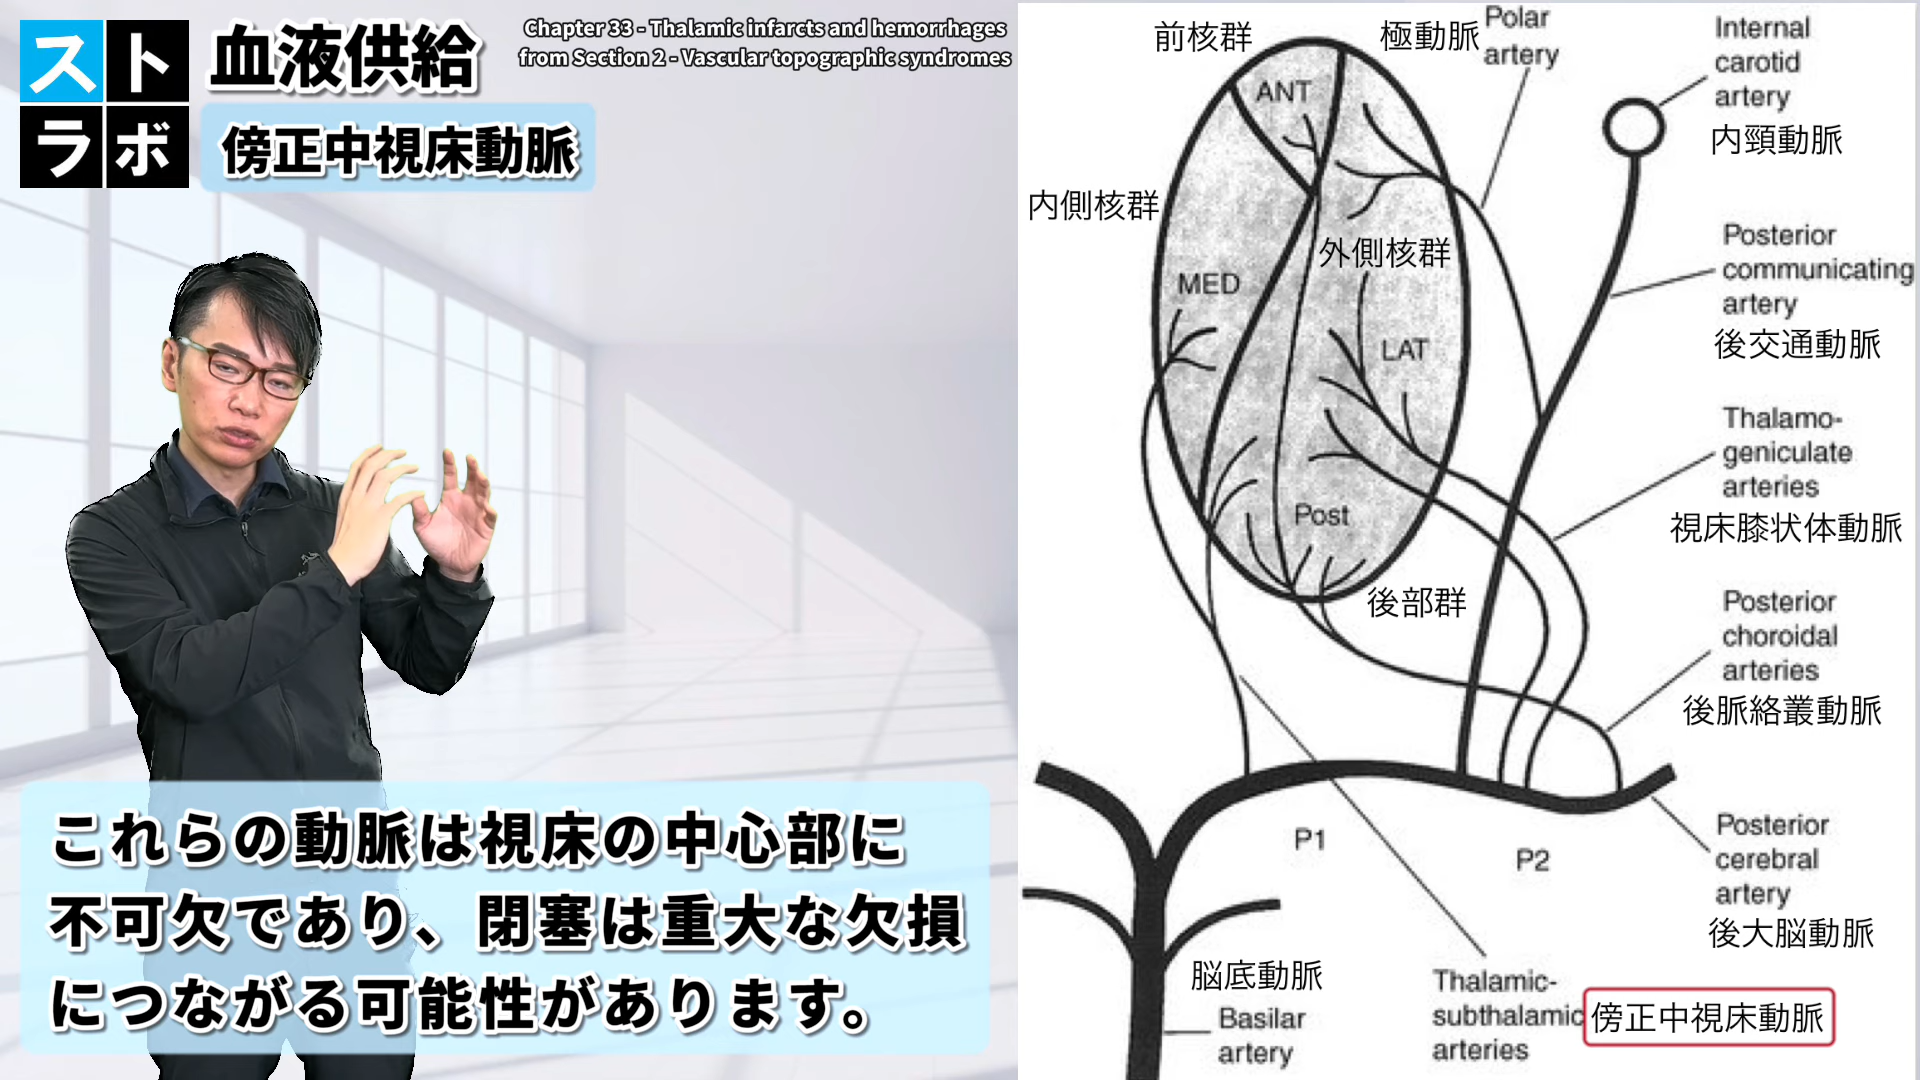 スト
ラボ
血液供給
傍正中視床動脈
Chapter 33 - Thalamic infarcts and hemorrhages
from Section 2 - Vascular topographic syndromes
これらの動脈は視床の中心部に
不可欠であり、閉塞は重大な欠損
につながる可能性があります。
前核群
極動脈
Polar
artery
Internal
carotid
artery
内頸動脈
ANT
内側核群
外側核群
MED
LAT
Post
後部群
Posterior
communicating
artery
後交通動脈
Thalamo-
geniculate
arteries
視床膝状体動脈
Posterior
choroidal
arteries
後脈絡叢動脈
P1
P2
Posterior
cerebral
artery
後大脳動脈
脳底動脈
Basilar
artery
Thalamic-
subthalamic
arteries
傍正中視床動脈